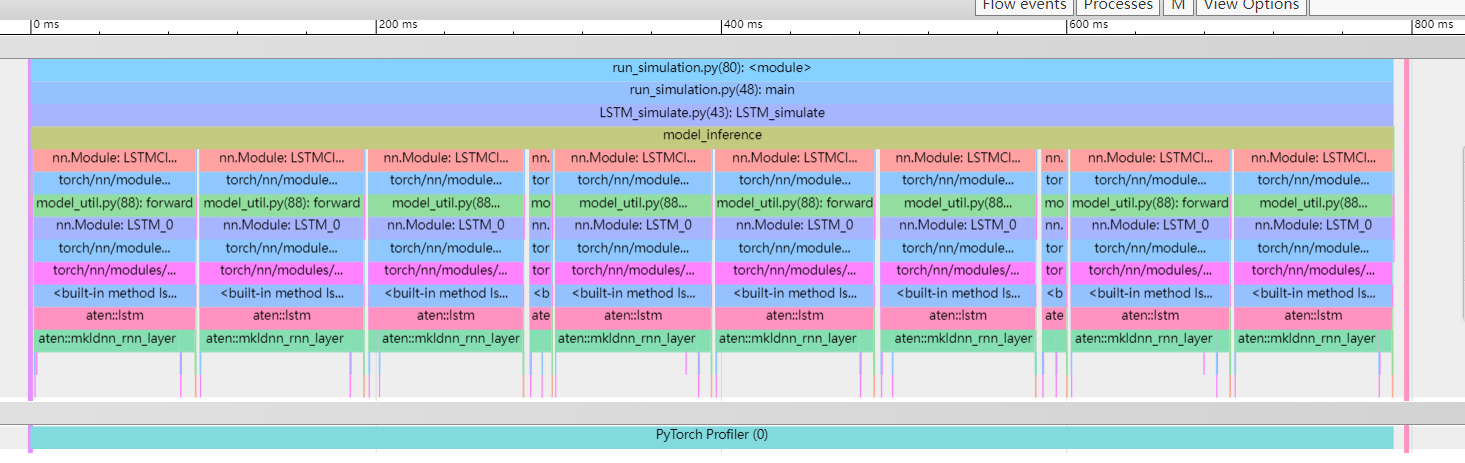 Flow events Processes M View Options
0 ms 200 ms 400 ms 600 ms 800 ms
run_simulation.py(80): <module>
run_simulation.py(48): main
LSTM_simulate.py(43): LSTM_simulate
model_inference
nn.Module: LSTMCl... nn.Module: LSTMCl... nn.Module: LSTMCl... nn. nn.Module: LSTMCl... nn.Module: LSTMCl... nn.Module: LSTMCl... nn. nn.Module: LSTMCl... nn.Module: LSTMCl...
torch/nn/module... torch/nn/module... torch/nn/module... tor torch/nn/module... torch/nn/module... torch/nn/module... tor torch/nn/module... torch/nn/module...
model_util.py(88): forward model_util.py(88): forward model_util.py(88... mo model_util.py(88... model_util.py(88): forward model_util.py(88... mo model_util.py(88): forward model_util.py(88...
nn.Module: LSTM_0 nn.Module: LSTM_0 nn.Module: LSTM_0 nn. nn.Module: LSTM_0 nn.Module: LSTM_0 nn.Module: LSTM_0 nn. nn.Module: LSTM_0 nn.Module: LSTM_0
torch/nn/module... torch/nn/module... torch/nn/module... tor torch/nn/module... torch/nn/module... torch/nn/module... tor torch/nn/module... torch/nn/module...
torch/nn/modules/... torch/nn/modules/... torch/nn/modules/... tor torch/nn/modules/... torch/nn/modules/... torch/nn/modules/... tor torch/nn/modules/... torch/nn/modules/...
<built-in method ls... <built-in method ls... <built-in method ls... <b <built-in method ls... <built-in method ls... <built-in method ls... <b <built-in method ls... <built-in method ls...
aten::lstm aten::lstm aten::lstm ate aten::lstm aten::lstm aten::lstm ate aten::lstm aten::lstm
aten::mkldnn_rnn_layer aten::mkldnn_rnn_layer aten::mkldnn_rnn_layer aten::mkldnn_rnn_layer aten::mkldnn_rnn_layer aten::mkldnn_rnn_layer aten::mkldnn_rnn_layer aten::mkldnn_rnn_layer
PyTorch Profiler (0)